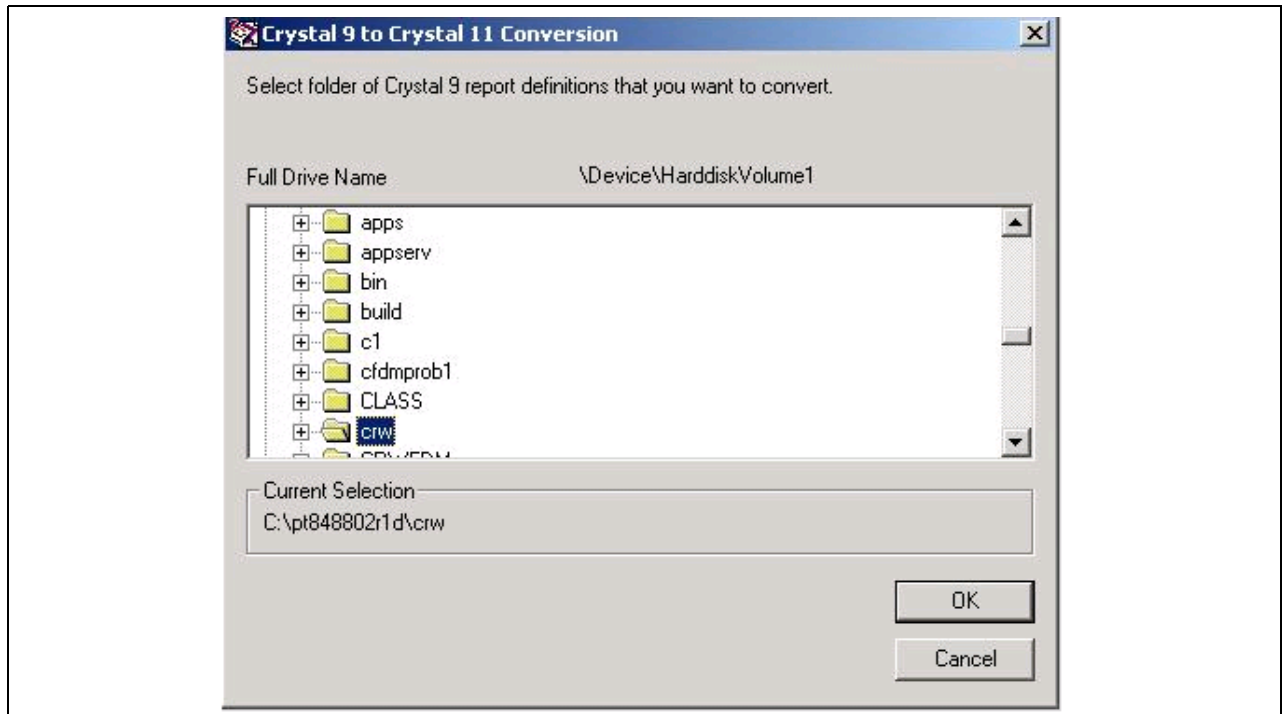 Crystal 9 to Crystal 11 Conversion
Select folder of Crystal 9 report definitions that you want to convert.
Full Drive Name \Device\HarddiskVolume1
apps
appserv
bin
build
c1
cfdmprob1
CLASS
crw
Current Selection
C:\pt848802r1d\crw
OK
Cancel